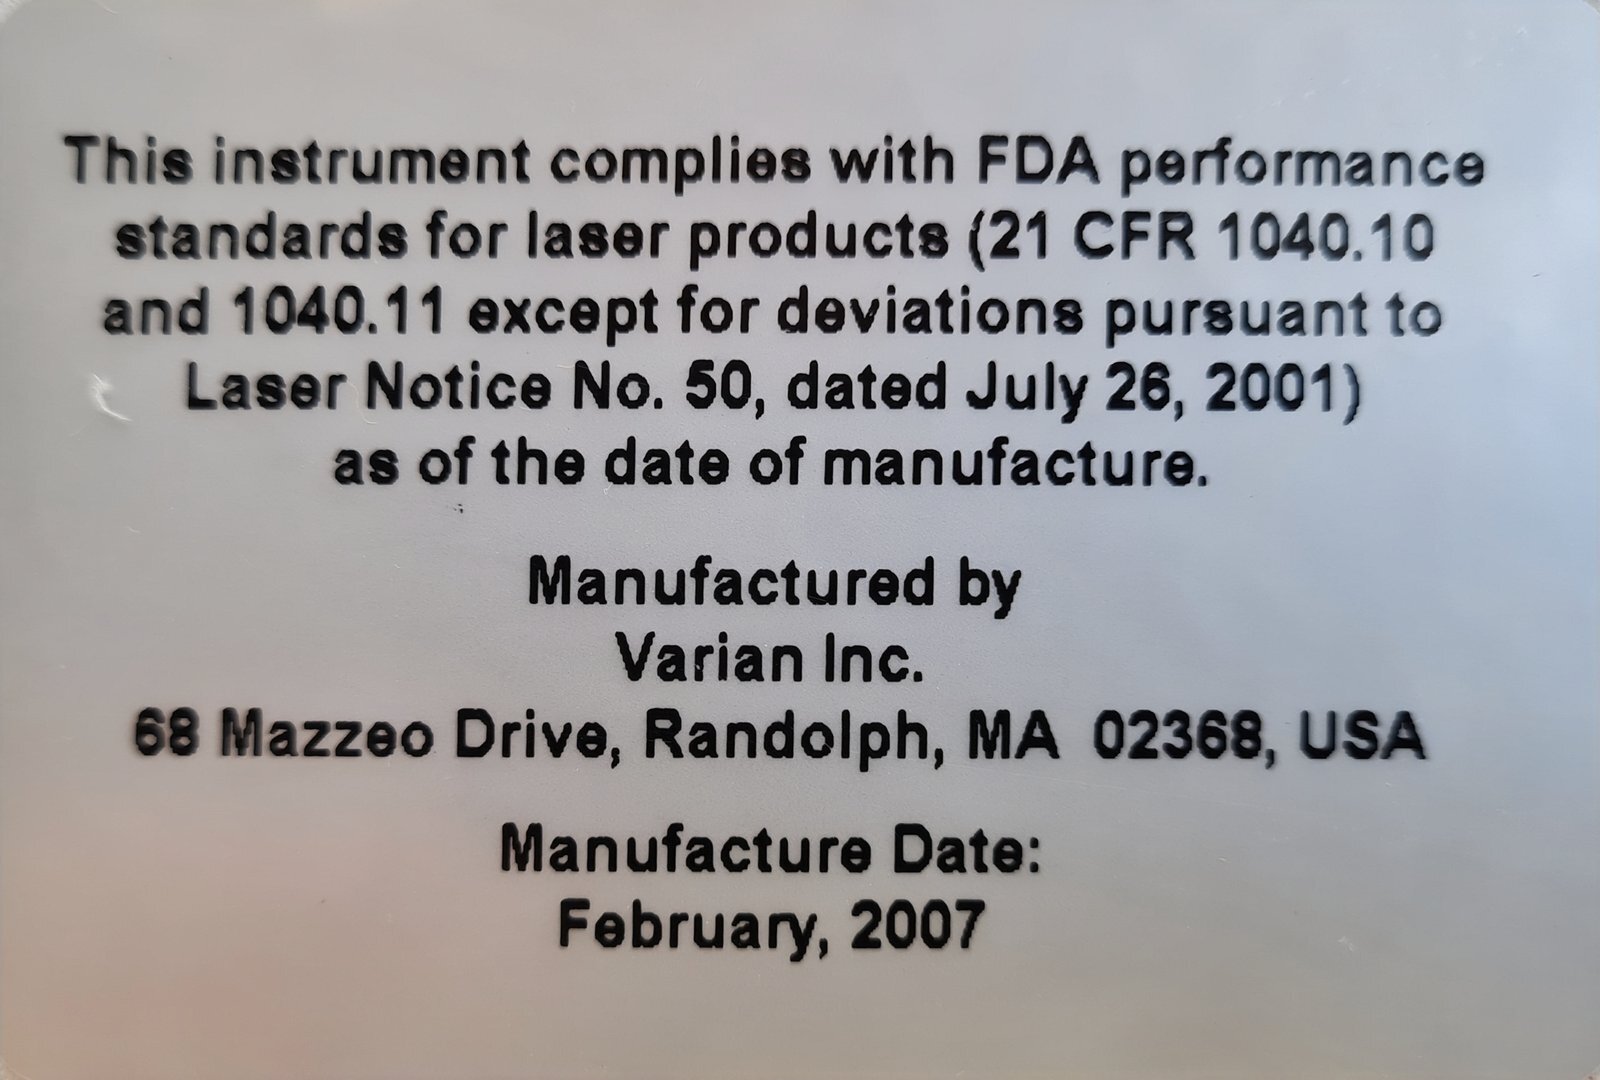 This instrument complies with FDA performance
standards for laser products (21 CFR 1040.10
and 1040.11 except for deviations pursuant to
Laser Notice No. 50, dated July 26, 2001)
as of the date of manufacture.
Manufactured by
Varian Inc.
68 Mazzeo Drive, Randolph, MA  02368, USA
Manufacture Date:
February, 2007